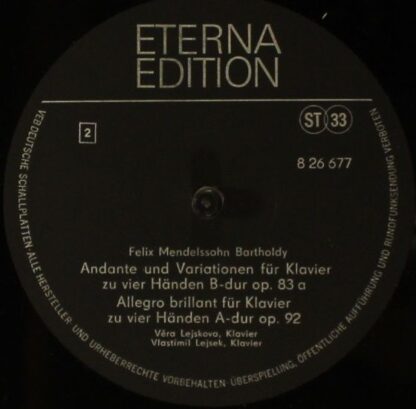 ETERNA
EDITION
2
ST 33
8 26 677
Felix Mendelssohn Bartholdy
Andante und Variationen für Klavier
zu vier Händen B-dur op. 83 a
Allegro brillant für Klavier
zu vier Händen A-dur op. 92
Věra Lejskova, Klavier
Vlastimil Lejsek, Klavier
VEB DEUTSCHE SCHALLPLATTEN ALLE HERSTELLER- UND URHEBERRECHTE VORBEHALTEN ÜBERSPIELUNG, ÖFFENTLICHE AUFFÜHRUNG UND RUNDFUNKSENDUNG VERBOTEN